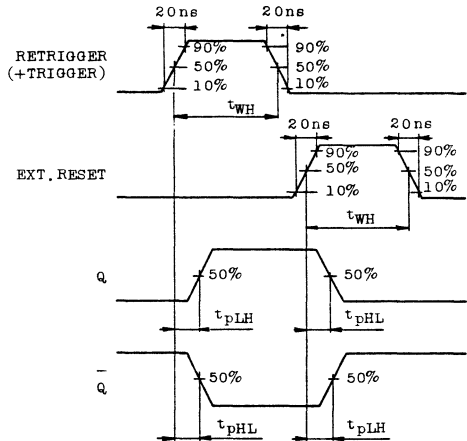 20ns 20ns
RETRIGGER
(+TRIGGER)
90% 90%
50% 50%
10% 10%
tWH
20ns 20ns
EXT.RESET
90% 90%
50% 50%
10% 10%
tWH
Q
50% 50%
tpLH tpHL
Q̅
50% 50%
tpHL tpLH